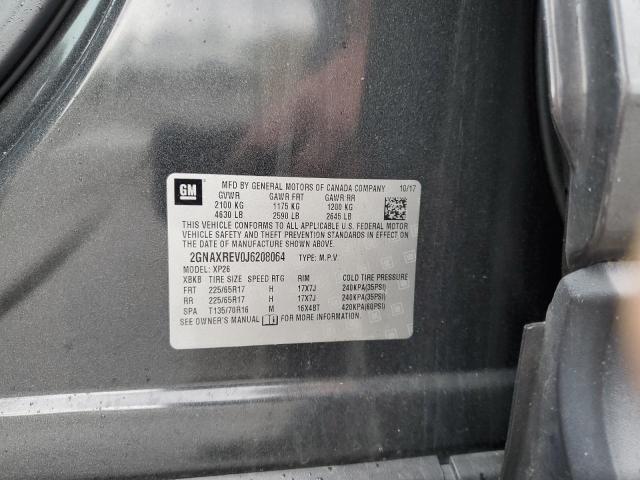 GM
MFD BY GENERAL MOTORS OF CANADA COMPANY 10/17
GVWR GAWR FRT GAWR RR
2100 KG 1175 KG 1200 KG
4630 LB 2590 LB 2645 LB
THIS VEHICLE CONFORMS TO ALL APPLICABLE U.S. FEDERAL
MOTOR VEHICLE SAFETY AND THEFT PREVENTION STANDARDS IN EFFECT
ON THE DATE OF MANUFACTURE SHOWN ABOVE.
2GNAXREV0J6208064 TYPE: M.P.V.
MODEL: XP26
XBKB TIRE SIZE SPEED RTG RIM COLD TIRE PRESSURE
FRT 225/65R17 H 17X7J 240KPA(35PSI)
RR 225/65R17 H 17X7J 240KPA(35PSI)
SPA T135/70R16 M 16X4BT 420KPA(60PSI)
SEE OWNER'S MANUAL FOR MORE INFORMATION.